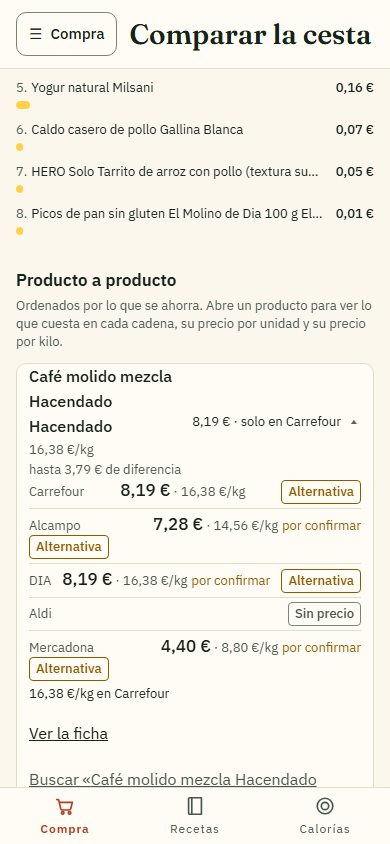 ☰ Compra
Comparar la cesta
5. Yogur natural Milsani 0,16 €
6. Caldo casero de pollo Gallina Blanca 0,07 €
7. HERO Solo Tarrito de arroz con pollo (textura su... 0,05 €
8. Picos de pan sin gluten El Molino de Dia 100 g El... 0,01 €
Producto a producto
Ordenados por lo que se ahorra. Abre un producto para ver lo
que cuesta en cada cadena, su precio por unidad y su precio
por kilo.
Café molido mezcla
Hacendado
Hacendado 8,19 € · solo en Carrefour ▲
16,38 €/kg
hasta 3,79 € de diferencia
Carrefour 8,19 € · 16,38 €/kg Alternativa
Alcampo 7,28 € · 14,56 €/kg por confirmar
Alternativa
DIA 8,19 € · 16,38 €/kg por confirmar Alternativa
Aldi Sin precio
Mercadona 4,40 € · 8,80 €/kg por confirmar
Alternativa
16,38 €/kg en Carrefour
Ver la ficha
Buscar «Café molido mezcla Hacendado
Compra Recetas Calorías